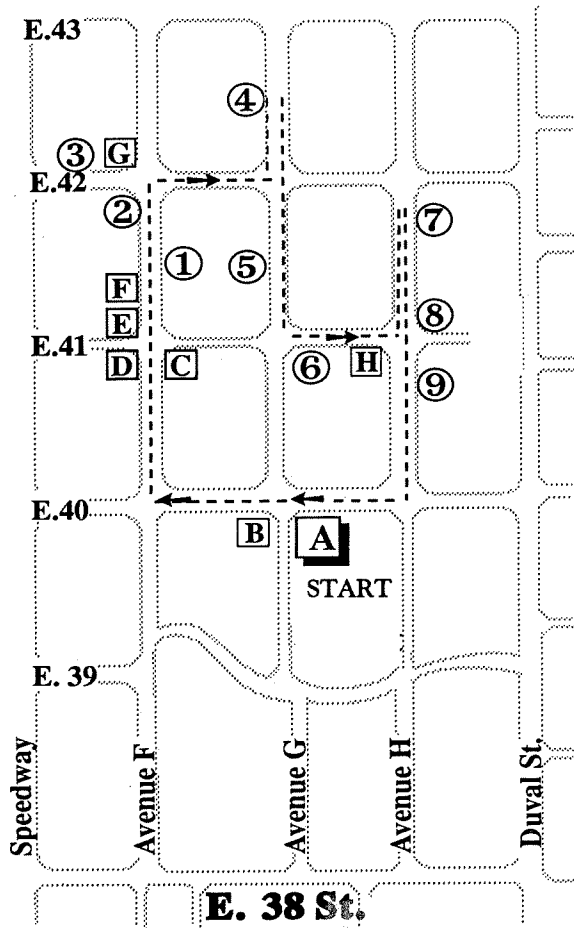 E.43
④
③ G
E.42
② ⑦
① ⑤
F
E ⑧
E.41
D C ⑥ H
⑨
E.40
B A
START
E. 39
Speedway
Avenue F
Avenue G
Avenue H
Duval St.
E. 38 St.